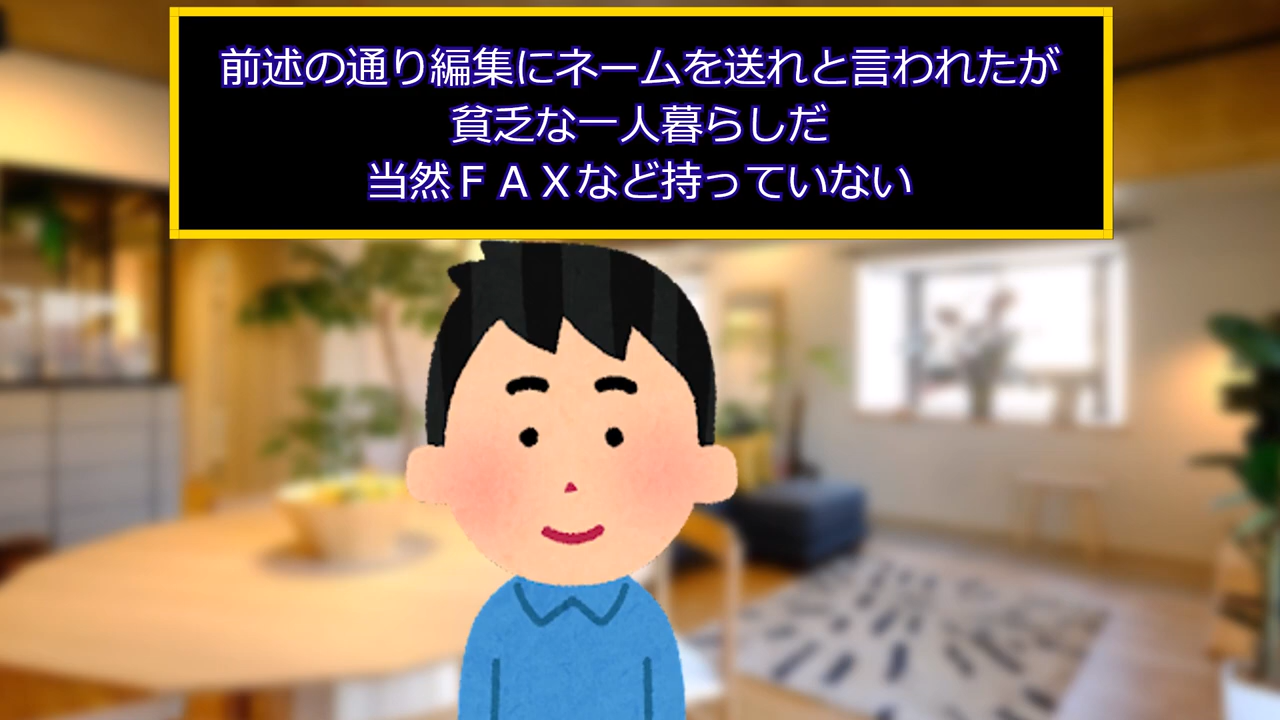 前述の通り編集にネームを送れと言われたが
貧乏な一人暮らしだ
当然ＦＡＸなど持っていない